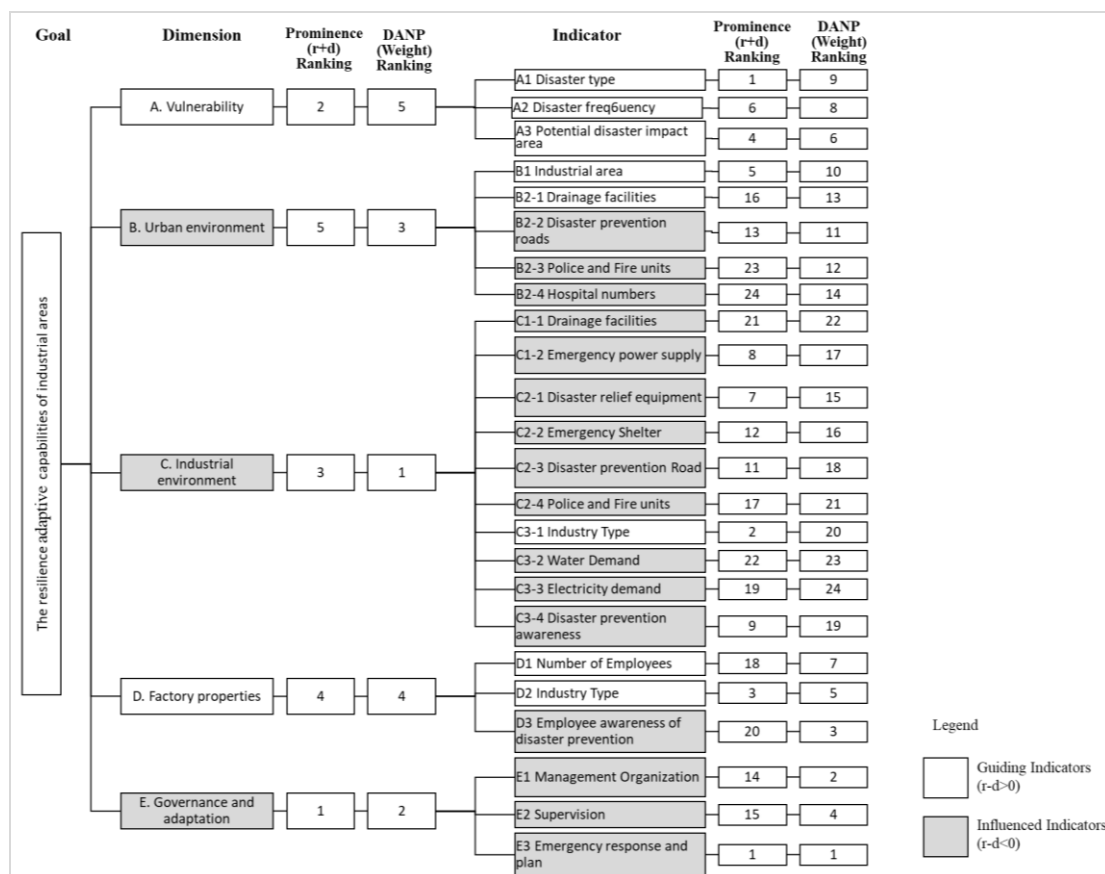 Goal
Dimension
Prominence
(r+d)
Ranking
DANP
(Weight)
Ranking
Indicator
Prominence
(r+d)
Ranking
DANP
(Weight)
Ranking
The resilience adaptive capabilities of industrial areas
A. Vulnerability
2
5
A1 Disaster type
1
9
A2 Disaster freq6uency
6
8
A3 Potential disaster impact
area
4
6
B. Urban environment
5
3
B1 Industrial area
5
10
B2-1 Drainage facilities
16
13
B2-2 Disaster prevention
roads
13
11
B2-3 Police and Fire units
23
12
B2-4 Hospital numbers
24
14
C. Industrial
environment
3
1
C1-1 Drainage facilities
21
22
C1-2 Emergency power supply
8
17
C2-1 Disaster relief equipment
7
15
C2-2 Emergency Shelter
12
16
C2-3 Disaster prevention Road
11
18
C2-4 Police and Fire units
17
21
C3-1 Industry Type
2
20
C3-2 Water Demand
22
23
C3-3 Electricity demand
19
24
C3-4 Disaster prevention
awareness
9
19
D. Factory properties
4
4
D1 Number of Employees
18
7
D2 Industry Type
3
5
D3 Employee awareness of
disaster prevention
20
3
E. Governance and
adaptation
1
2
E1 Management Organization
14
2
E2 Supervision
15
4
E3 Emergency response and
plan
1
1
Legend
Guiding Indicators
(r-d>0)
Influenced Indicators
(r-d<0)